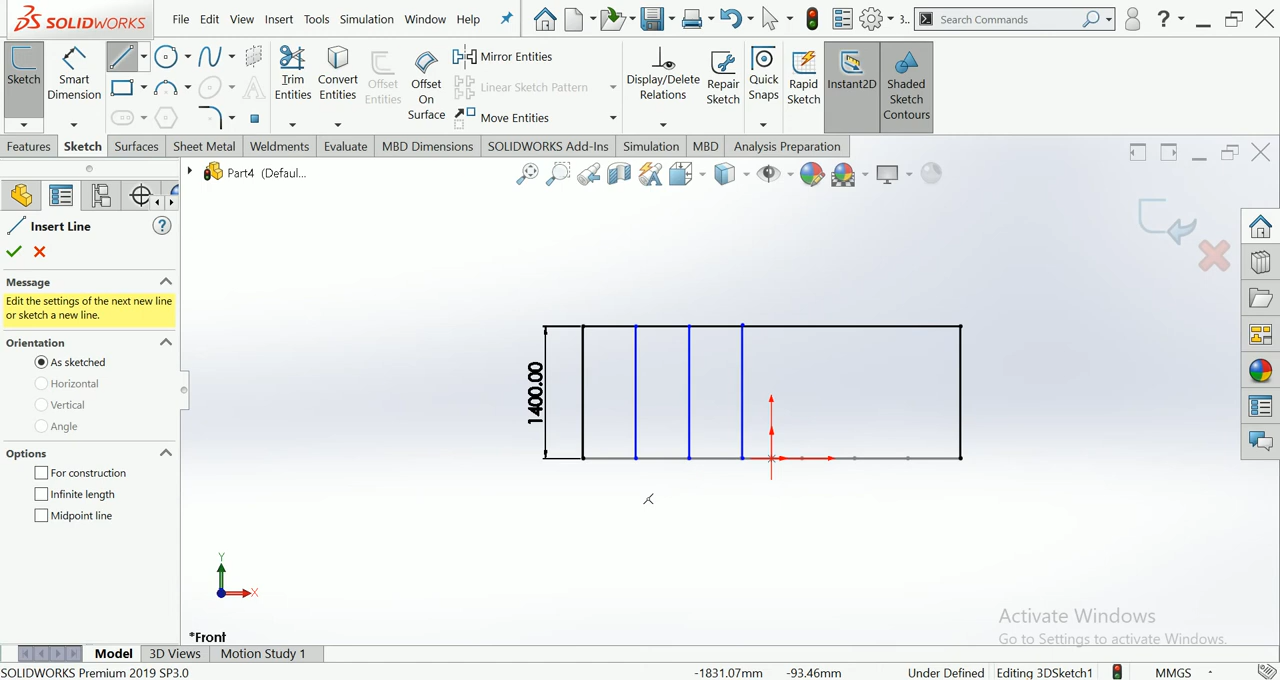 SOLIDWORKS
File Edit View Insert Tools Simulation Window Help
3..
Search Commands
Sketch
Smart Dimension
Trim Entities
Convert Entities
Offset Entities
Offset On Surface
Mirror Entities
Linear Sketch Pattern
Move Entities
Display/Delete Relations
Repair Sketch
Quick Snaps
Rapid Sketch
Instant2D
Shaded Sketch Contours
Features Sketch Surfaces Sheet Metal Weldments Evaluate MBD Dimensions SOLIDWORKS Add-Ins Simulation MBD Analysis Preparation
Part4 (Defaul...
Insert Line
Message
Edit the settings of the next new line
or sketch a new line.
Orientation
As sketched
Horizontal
Vertical
Angle
Options
For construction
Infinite length
Midpoint line
1400.00
Y
X
*Front
Activate Windows
Go to Settings to activate Windows.
Model 3D Views Motion Study 1
SOLIDWORKS Premium 2019 SP3.0
-1831.07mm -93.46mm Under Defined Editing 3DSketch1 MMGS